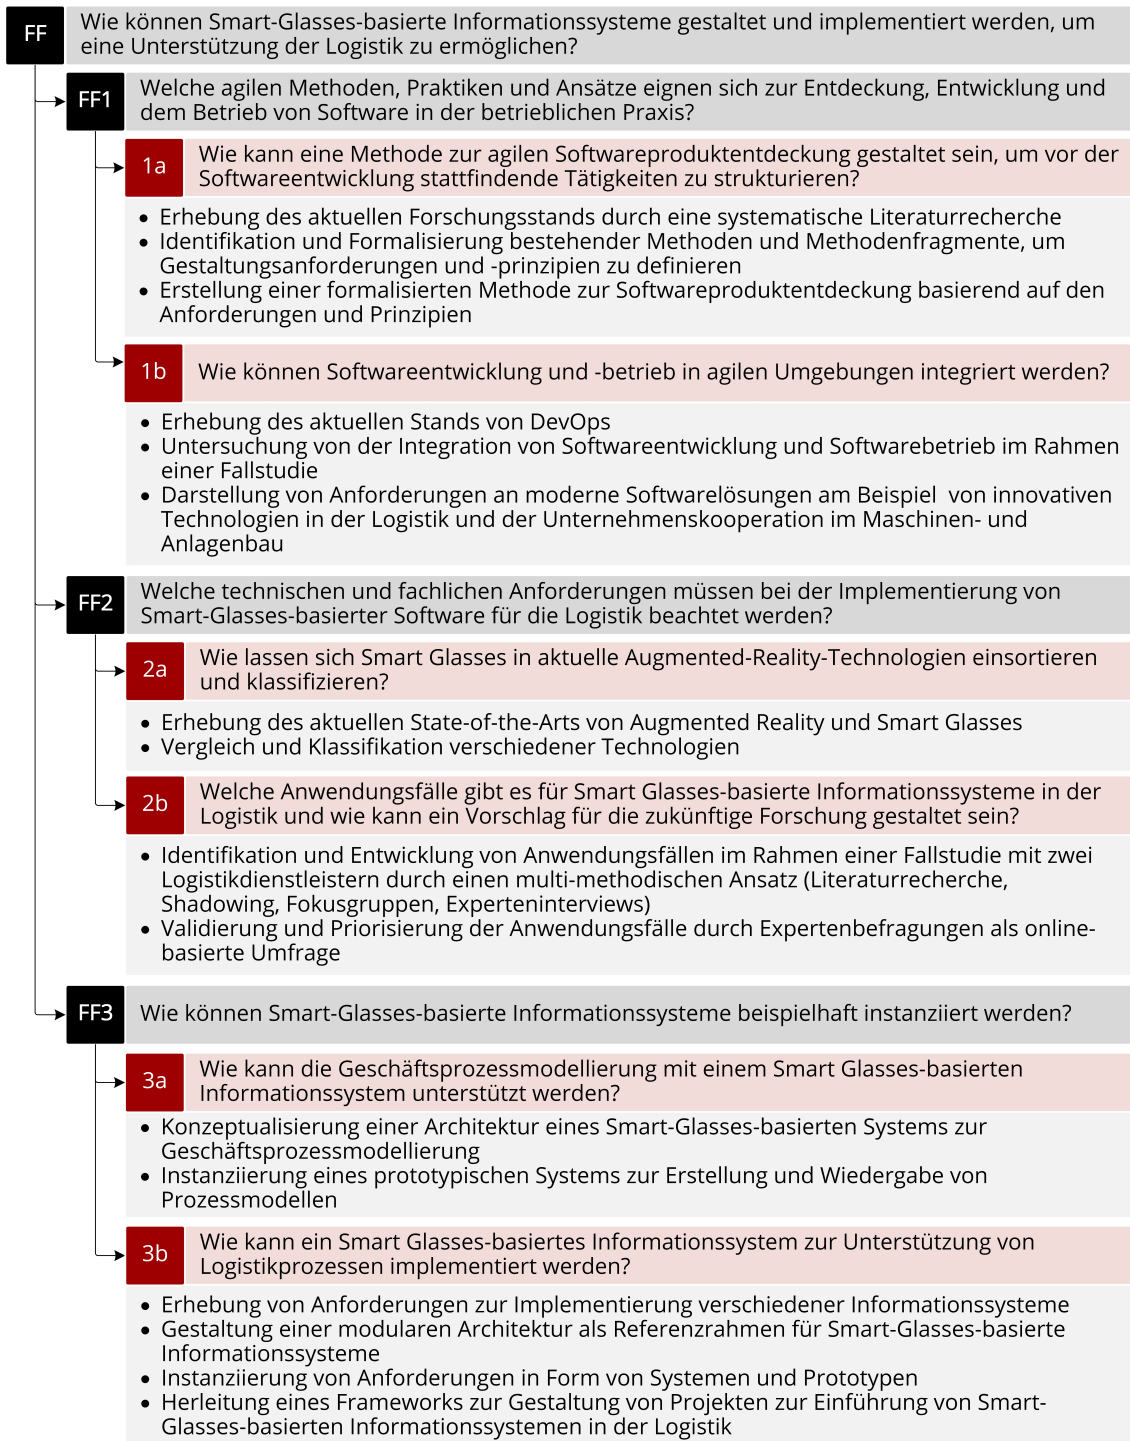 FF
Wie können Smart-Glasses-basierte Informationssysteme gestaltet und implementiert werden, um
eine Unterstützung der Logistik zu ermöglichen?
FF1
Welche agilen Methoden, Praktiken und Ansätze eignen sich zur Entdeckung, Entwicklung und
dem Betrieb von Software in der betrieblichen Praxis?
1a
Wie kann eine Methode zur agilen Softwareproduktentdeckung gestaltet sein, um vor der
Softwareentwicklung stattfindende Tätigkeiten zu strukturieren?
• Erhebung des aktuellen Forschungsstands durch eine systematische Literaturrecherche
• Identifikation und Formalisierung bestehender Methoden und Methodenfragmente, um
Gestaltungsanforderungen und -prinzipien zu definieren
• Erstellung einer formalisierten Methode zur Softwareproduktentdeckung basierend auf den
Anforderungen und Prinzipien
1b
Wie können Softwareentwicklung und -betrieb in agilen Umgebungen integriert werden?
• Erhebung des aktuellen Stands von DevOps
• Untersuchung von der Integration von Softwareentwicklung und Softwarebetrieb im Rahmen
einer Fallstudie
• Darstellung von Anforderungen an moderne Softwarelösungen am Beispiel  von innovativen
Technologien in der Logistik und der Unternehmenskooperation im Maschinen- und
Anlagenbau
FF2
Welche technischen und fachlichen Anforderungen müssen bei der Implementierung von
Smart-Glasses-basierter Software für die Logistik beachtet werden?
2a
Wie lassen sich Smart Glasses in aktuelle Augmented-Reality-Technologien einsortieren
und klassifizieren?
• Erhebung des aktuellen State-of-the-Arts von Augmented Reality und Smart Glasses
• Vergleich und Klassifikation verschiedener Technologien
2b
Welche Anwendungsfälle gibt es für Smart Glasses-basierte Informationssysteme in der
Logistik und wie kann ein Vorschlag für die zukünftige Forschung gestaltet sein?
• Identifikation und Entwicklung von Anwendungsfällen im Rahmen einer Fallstudie mit zwei
Logistikdienstleistern durch einen multi-methodischen Ansatz (Literaturrecherche,
Shadowing, Fokusgruppen, Experteninterviews)
• Validierung und Priorisierung der Anwendungsfälle durch Expertenbefragungen als online-
basierte Umfrage
FF3
Wie können Smart-Glasses-basierte Informationssysteme beispielhaft instanziiert werden?
3a
Wie kann die Geschäftsprozessmodellierung mit einem Smart Glasses-basierten
Informationssystem unterstützt werden?
• Konzeptualisierung einer Architektur eines Smart-Glasses-basierten Systems zur
Geschäftsprozessmodellierung
• Instanziierung eines prototypischen Systems zur Erstellung und Wiedergabe von
Prozessmodellen
3b
Wie kann ein Smart Glasses-basiertes Informationssystem zur Unterstützung von
Logistikprozessen implementiert werden?
• Erhebung von Anforderungen zur Implementierung verschiedener Informationssysteme
• Gestaltung einer modularen Architektur als Referenzrahmen für Smart-Glasses-basierte
Informationssysteme
• Instanziierung von Anforderungen in Form von Systemen und Prototypen
• Herleitung eines Frameworks zur Gestaltung von Projekten zur Einführung von Smart-
Glasses-basierten Informationssystemen in der Logistik